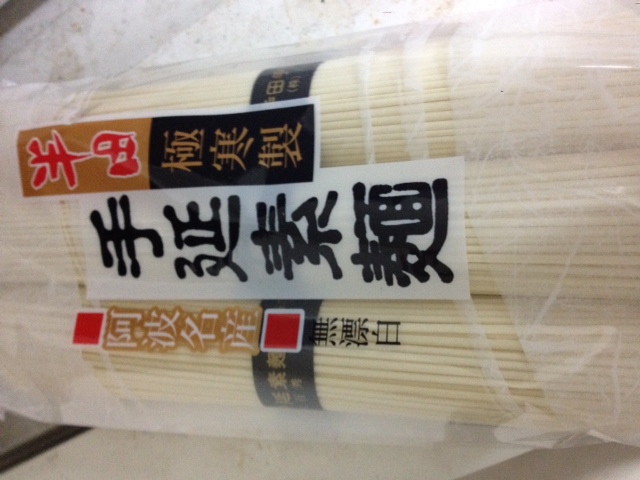 半田
極寒製
手延素麺
阿波名産
無漂白